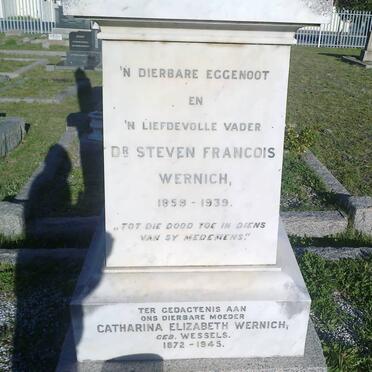 'N DIERBARE EGGENOOT
EN
'N LIEFDEVOLLE VADER
DR STEVEN FRANCOIS
WERNICH,
1859 - 1939.
„TOT DIE DOOD TOE IN DIENS
VAN SY MEDEMENS."
TER GEDAGTENIS AAN
ONS DIERBARE MOEDER
CATHARINA ELIZABETH WERNICH,
GEB. WESSELS.
1872 - 1945.